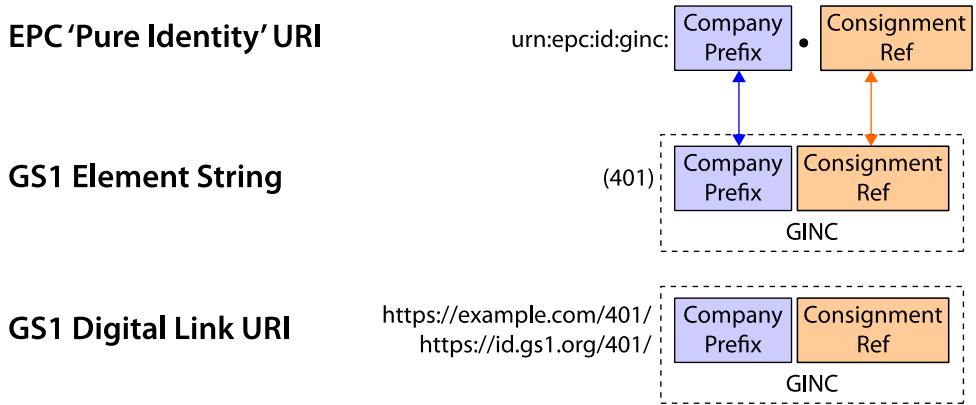 EPC ‘Pure Identity’ URI
urn:epc:id:ginc:
Company
Prefix
•
Consignment
Ref
GS1 Element String
(401)
Company
Prefix
Consignment
Ref
GINC
GS1 Digital Link URI
https://example.com/401/
https://id.gs1.org/401/
Company
Prefix
Consignment
Ref
GINC